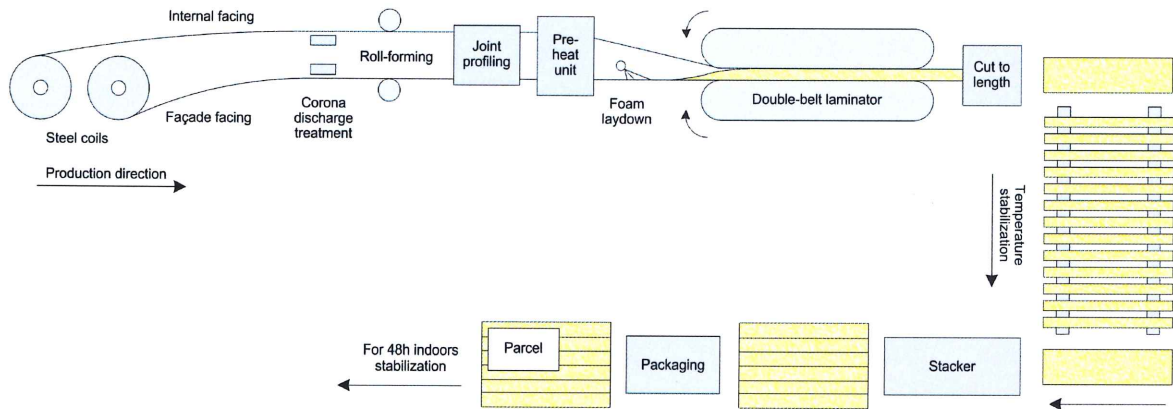 Internal facing
Roll-forming
Joint
profiling
Pre-
heat
unit
Cut to
length
Façade facing
Corona
discharge
treatment
Foam
laydown
Double-belt laminator
Steel coils
Production direction
Temperature
stabilization
For 48h indoors
stabilization
Parcel
Packaging
Stacker